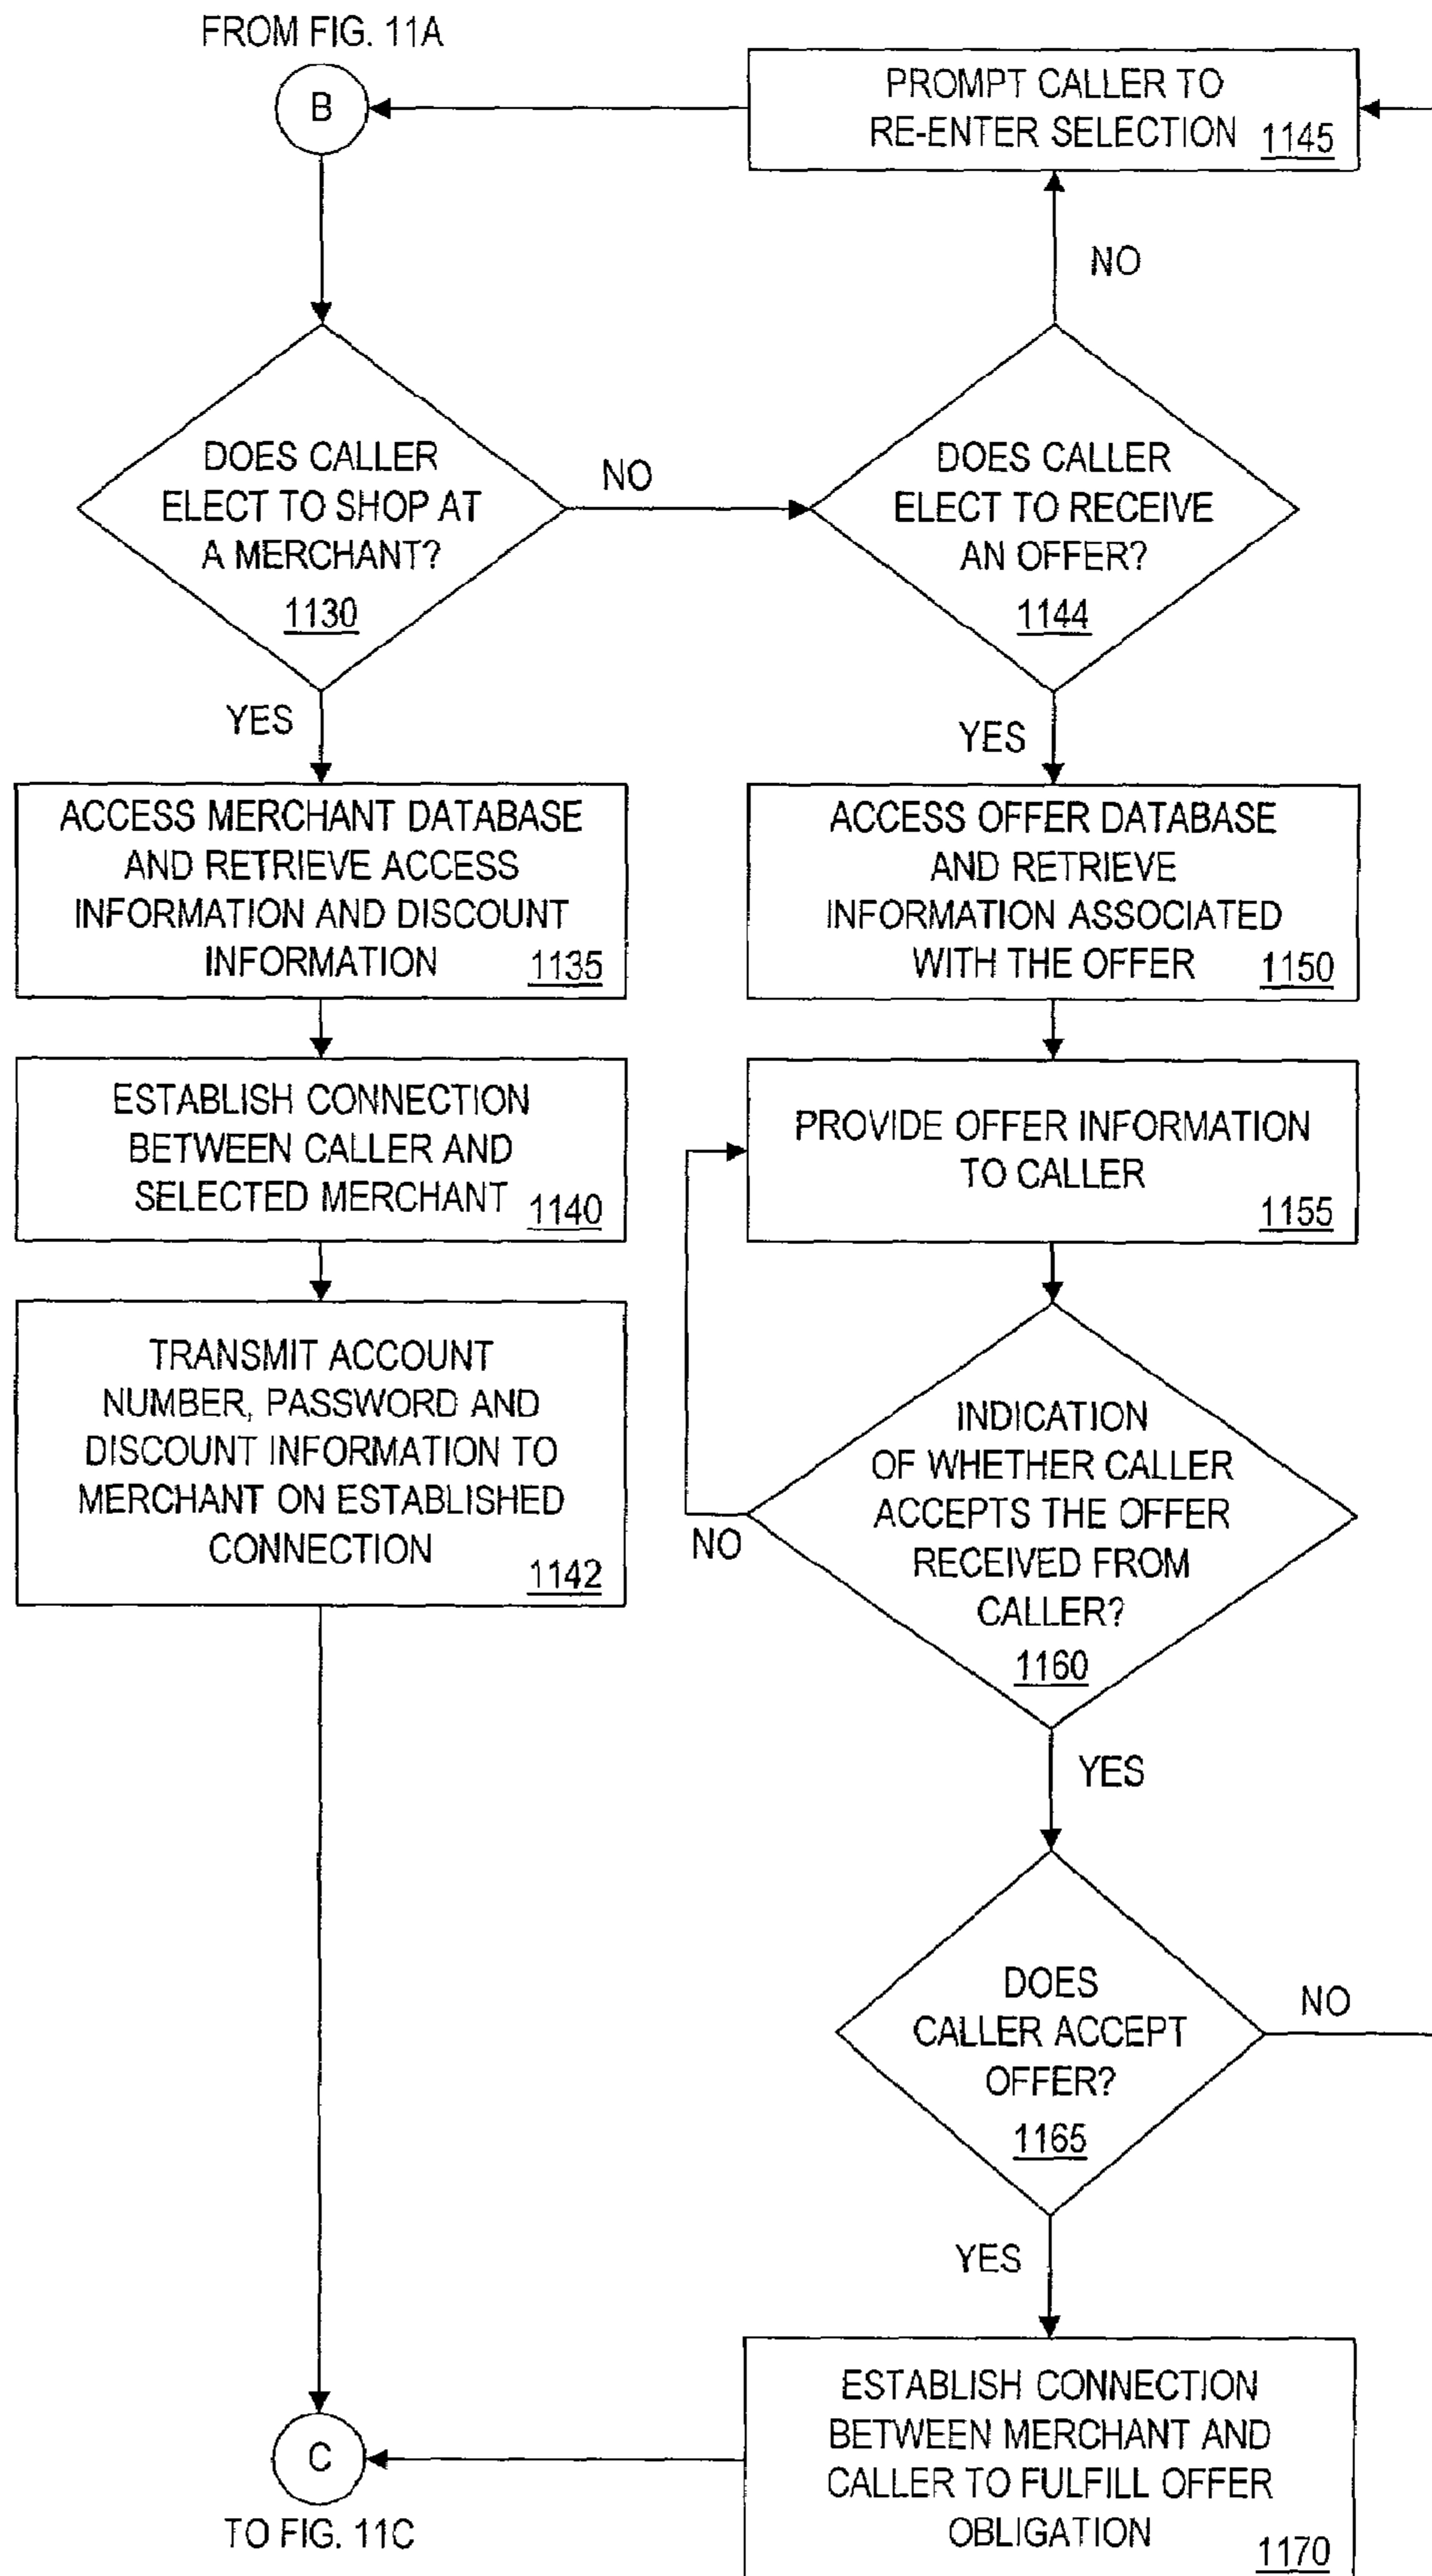 FROM FIG. 11A
B
PROMPT CALLER TO
RE-ENTER SELECTION 1145
NO
DOES CALLER
ELECT TO SHOP AT
A MERCHANT?
1130
NO
DOES CALLER
ELECT TO RECEIVE
AN OFFER?
1144
YES
YES
ACCESS MERCHANT DATABASE
AND RETRIEVE ACCESS
INFORMATION AND DISCOUNT
INFORMATION 1135
ACCESS OFFER DATABASE
AND RETRIEVE
INFORMATION ASSOCIATED
WITH THE OFFER 1150
ESTABLISH CONNECTION
BETWEEN CALLER AND
SELECTED MERCHANT 1140
PROVIDE OFFER INFORMATION
TO CALLER
1155
TRANSMIT ACCOUNT
NUMBER, PASSWORD AND
DISCOUNT INFORMATION TO
MERCHANT ON ESTABLISHED
CONNECTION
1142
INDICATION
OF WHETHER CALLER
ACCEPTS THE OFFER
RECEIVED FROM
CALLER?
1160
NO
YES
DOES
CALLER ACCEPT
OFFER?
1165
NO
YES
ESTABLISH CONNECTION
BETWEEN MERCHANT AND
CALLER TO FULFILL OFFER
OBLIGATION
1170
C
TO FIG. 11C